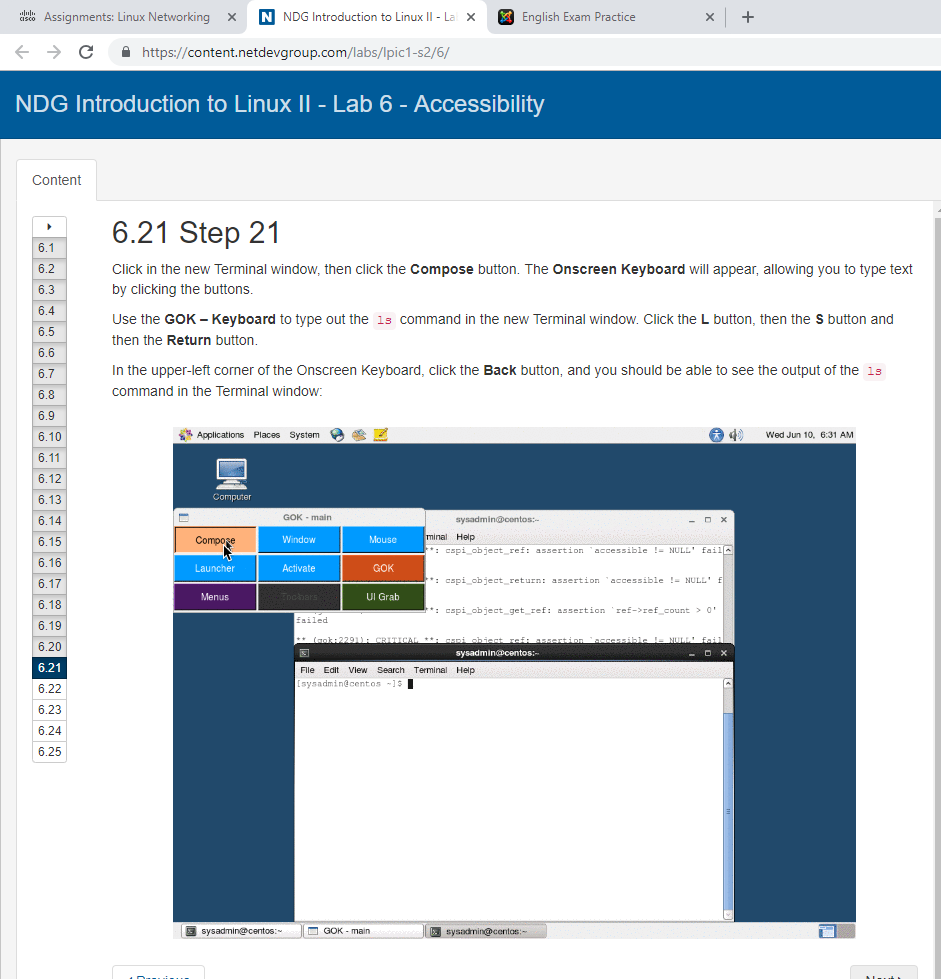 Assignments: Linux Networking
NDG Introduction to Linux II - La
English Exam Practice
https://content.netdevgroup.com/labs/lpic1-s2/6/
NDG Introduction to Linux II - Lab 6 - Accessibility
Content
6.1
6.2
6.3
6.4
6.5
6.6
6.7
6.8
6.9
6.10
6.11
6.12
6.13
6.14
6.15
6.16
6.17
6.18
6.19
6.20
6.21
6.22
6.23
6.24
6.25
6.21 Step 21
Click in the new Terminal window, then click the Compose button. The Onscreen Keyboard will appear, allowing you to type text
by clicking the buttons.
Use the GOK – Keyboard to type out the ls command in the new Terminal window. Click the L button, then the S button and
then the Return button.
In the upper-left corner of the Onscreen Keyboard, click the Back button, and you should be able to see the output of the ls
command in the Terminal window:
Applications Places System
Wed Jun 10, 6:31 AM
Computer
GOK - main
Compose Window Mouse
Launcher Activate GOK
Menus Toolbars UI Grab
sysadmin@centos:~
minal Help
**: cspi_object_ref: assertion `accessible != NULL' fail
**: cspi_object_return: assertion `accessible != NULL' f
**: cspi_object_get_ref: assertion `ref->ref_count > 0'
failed
** (gok:2291): CRITICAL **: cspi_object_ref: assertion `accessible != NULL' fail
sysadmin@centos:~
File Edit View Search Terminal Help
[sysadmin@centos ~]$
sysadmin@centos:~
GOK - main
sysadmin@centos:~